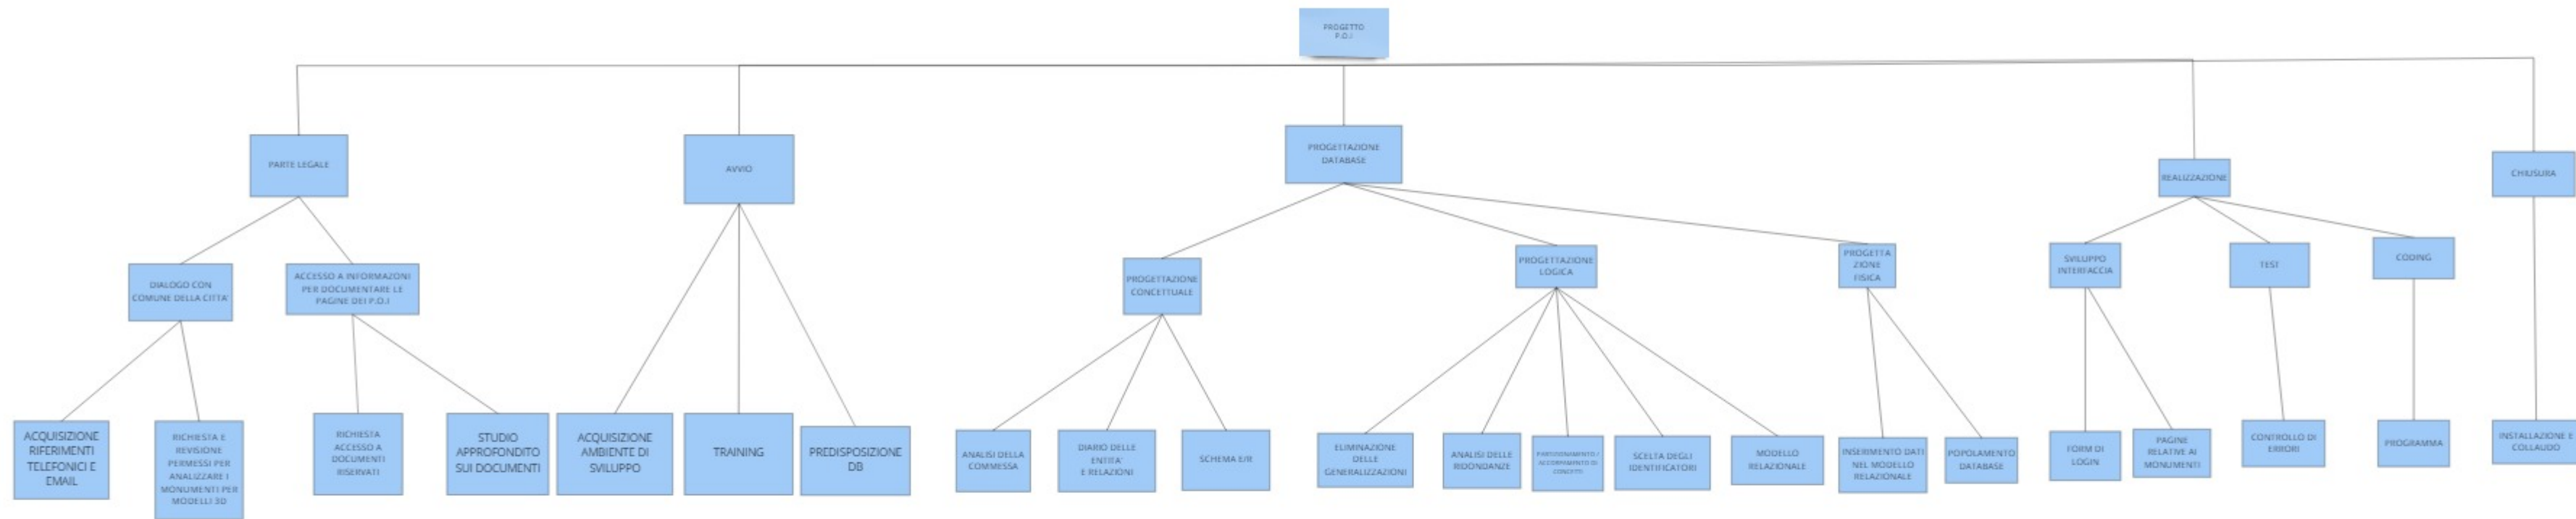 PROGETTO
P.O.I
PARTE LEGALE
AVVIO
PROGETTAZIONE
DATABASE
REALIZZAZIONE
CHIUSURA
DIALOGO CON
COMUNE DELLA CITTA'
ACCESSO A INFORMAZONI
PER DOCUMENTARE LE
PAGINE DEI P.O.I
PROGETTAZIONE
CONCETTUALE
PROGETTAZIONE
LOGICA
PROGETTA
ZIONE
FISICA
SVILUPPO
INTERFACCIA
TEST
CODING
ACQUISIZIONE
RIFERIMENTI
TELEFONICI E
EMAIL
RICHIESTA E
REVISIONE
PERMESSI PER
ANALIZZARE I
MONUMENTI PER
MODELLI 3D
RICHIESTA
ACCESSO A
DOCUMENTI
RISERVATI
STUDIO
APPROFONDITO
SUI DOCUMENTI
ACQUISIZIONE
AMBIENTE DI
SVILUPPO
TRAINING
PREDISPOSIZIONE
DB
ANALISI DELLA
COMMESSA
DIARIO DELLE
ENTITA'
E RELAZIONI
SCHEMA E/R
ELIMINAZIONE
DELLE
GENERALIZZAZIONI
ANALISI DELLE
RIDONDANZE
PARTIZIONAMENTO /
ACCORPAMENTO DI
CONCETTI
SCELTA DEGLI
IDENTIFICATORI
MODELLO
RELAZIONALE
INSERIMENTO DATI
NEL MODELLO
RELAZIONALE
POPOLAMENTO
DATABASE
FORM DI
LOGIN
PAGINE
RELATIVE AI
MONUMENTI
CONTROLLO DI
ERRORI
PROGRAMMA
INSTALLAZIONE E
COLLAUDO